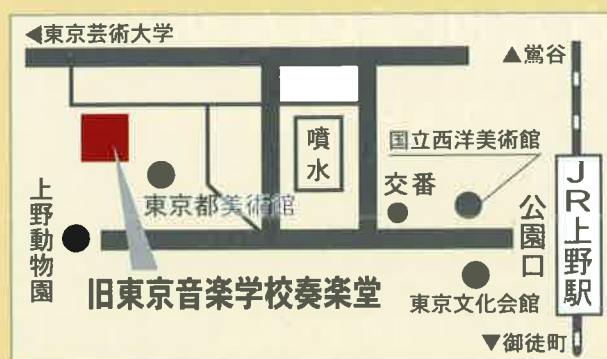 ◀東京芸術大学
▲鶯谷
噴水
国立西洋美術館
交番
東京都美術館
上野動物園
公園口
JR上野駅
旧東京音楽学校奏楽堂
東京文化会館
▼御徒町